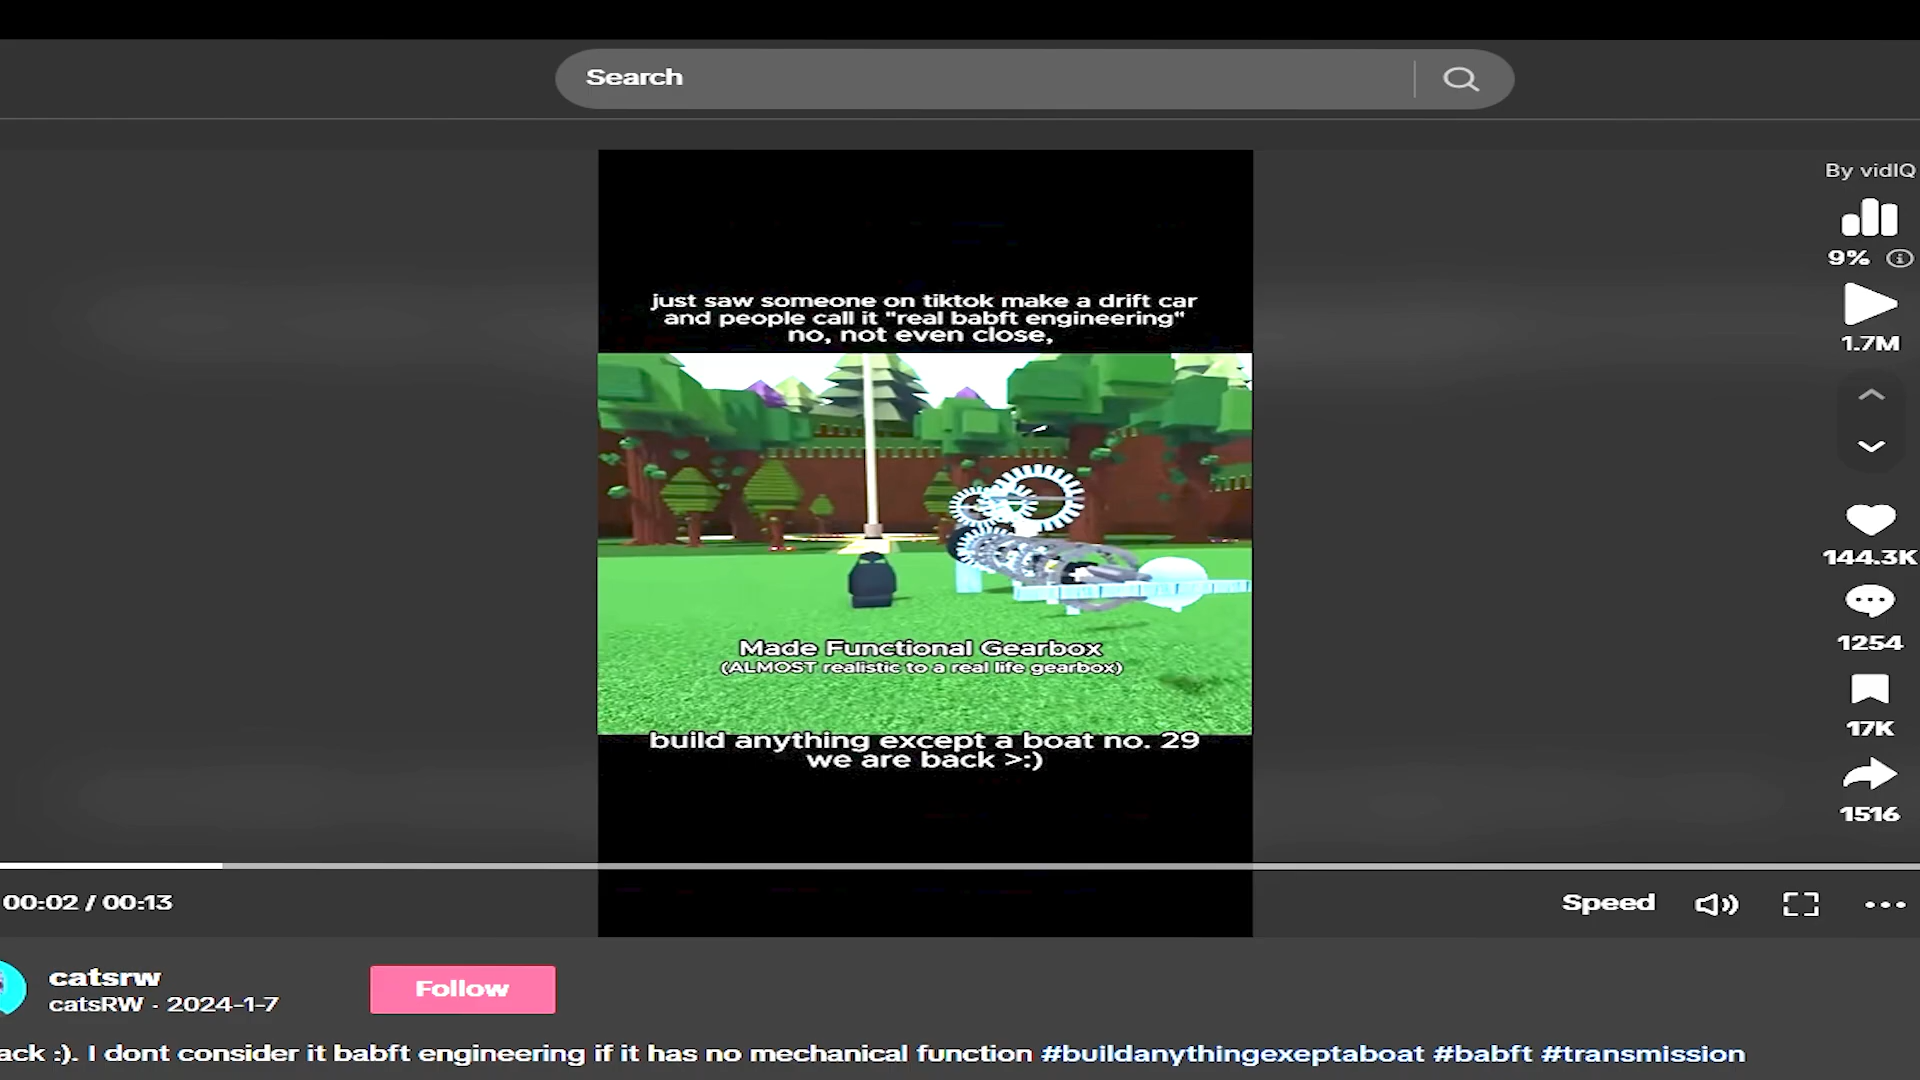 Search
By vidIQ
9%
1.7M
just saw someone on tiktok make a drift car
and people call it "real babft engineering"
no, not even close,
Made Functional Gearbox
(ALMOST realistic to a real life gearbox)
build anything except a boat no. 29
we are back >:)
144.3K
1254
17K
1516
00:02 / 00:13
Speed
catsrw
catsRW · 2024-1-7
Follow
ack :). I dont consider it babft engineering if it has no mechanical function #buildanythingexeptaboat #babft #transmission